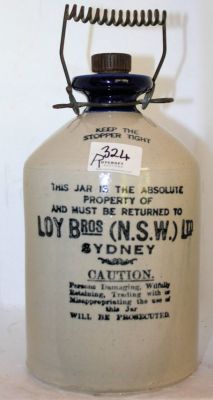 KEEP THE
STOPPER TIGHT
324
THIS JAR IS THE ABSOLUTE
PROPERTY OF
AND MUST BE RETURNED TO
LOY BROS (N.S.W.) LTD
SYDNEY
CAUTION.
Persons Damaging, Wilfully
Retaining, Trading with or
Misappropriating the use of
this Jar
WILL BE PROSECUTED.